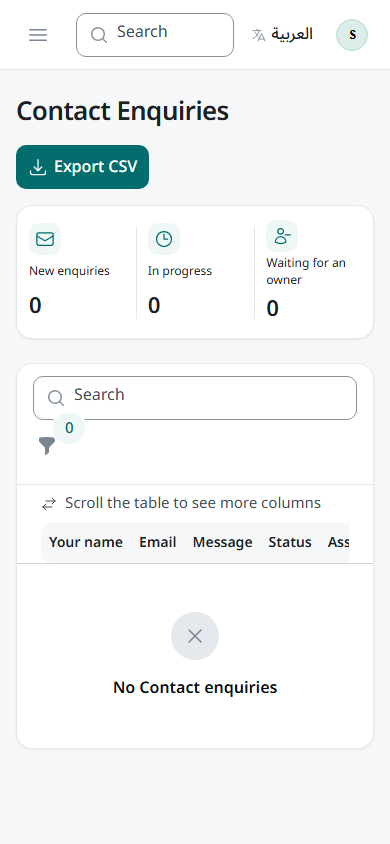 Search
العربية
S
Contact Enquiries
Export CSV
New enquiries
0
In progress
0
Waiting for an
owner
0
Search
0
Scroll the table to see more columns
Your name Email Message Status Ass
No Contact enquiries